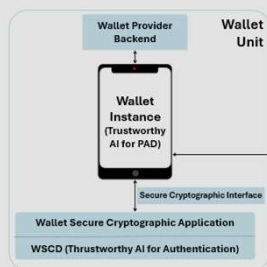 Wallet Provider
Backend
Wallet
Unit
Wallet
Instance
(Trustworthy
AI for PAD)
Secure Cryptographic Interface
Wallet Secure Cryptographic Application
WSCD (Thrustworthy AI for Authentication)